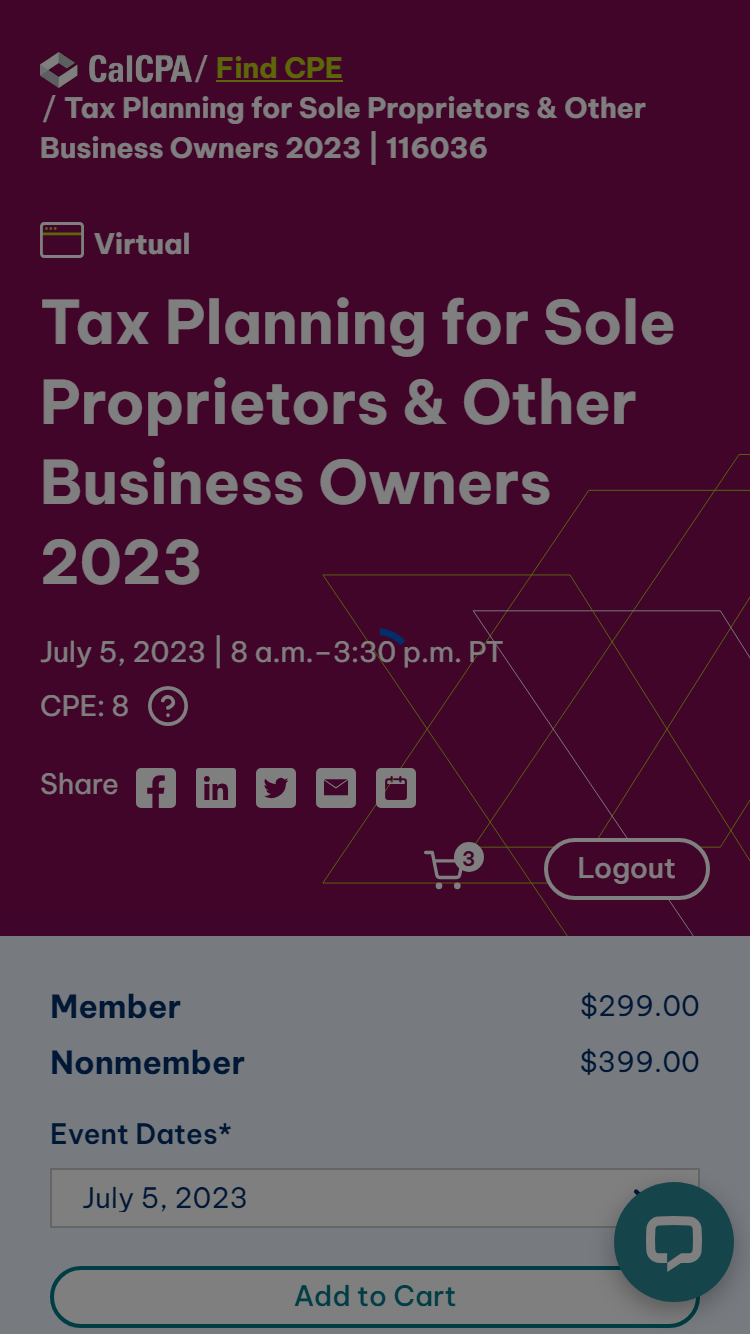 CalCPA / Find CPE
/ Tax Planning for Sole Proprietors & Other
Business Owners 2023 | 116036
Virtual
Tax Planning for Sole
Proprietors & Other
Business Owners
2023
July 5, 2023 | 8 a.m.–3:30 p.m. PT
CPE: 8 ?
Share
3
Logout
Member $299.00
Nonmember $399.00
Event Dates*
July 5, 2023
Add to Cart